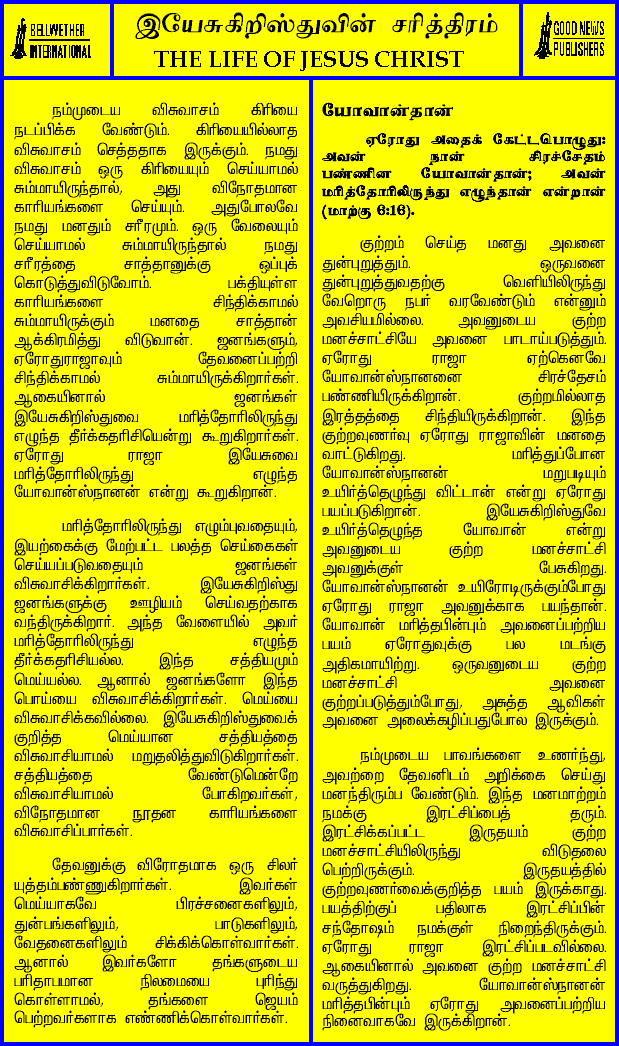 BELLWETHER
INTERNATIONAL
இயேசுகிறிஸ்துவின் சரித்திரம்
THE LIFE OF JESUS CHRIST
GOOD NEWS
PUBLISHERS
நம்முடைய விசுவாசம் கிரியை
நடப்பிக்க வேண்டும். கிரியையில்லாத
விசுவாசம் செத்ததாக இருக்கும். நமது
விசுவாசம் ஒரு கிரியையும் செய்யாமல்
சும்மாயிருந்தால், அது விநோதமான
காரியங்களை செய்யும். அதுபோலவே
நமது மனதும் சரீரமும். ஒரு வேலையும்
செய்யாமல் சும்மாயிருந்தால் நமது
சரீரத்தை சாத்தானுக்கு ஒப்புக்
கொடுத்துவிடுவோம். பக்தியுள்ள
காரியங்களை சிந்திக்காமல்
சும்மாயிருக்கும் மனதை சாத்தான்
ஆக்கிரமித்து விடுவான். ஜனங்களும்,
ஏரோதுராஜாவும் தேவனைப்பற்றி
சிந்திக்காமல் சும்மாயிருக்கிறார்கள்.
ஆகையினால் ஜனங்கள்
இயேசுகிறிஸ்துவை மரித்தோரிலிருந்து
எழுந்த தீர்க்கதரிசியென்று கூறுகிறார்கள்.
ஏரோது ராஜா இயேசுவை
மரித்தோரிலிருந்து எழுந்த
யோவான்ஸ்நானன் என்று கூறுகிறான்.
மரித்தோரிலிருந்து எழும்புவதையும்,
இயற்கைக்கு மேற்பட்ட பலத்த செய்கைகள்
செய்யப்படுவதையும் ஜனங்கள்
விசுவாசிக்கிறார்கள். இயேசுகிறிஸ்து
ஜனங்களுக்கு ஊழியம் செய்வதற்காக
வந்திருக்கிறார். அந்த வேளையில் அவர்
மரித்தோரிலிருந்து எழுந்த
தீர்க்கதரிசியல்ல. இந்த சத்தியமும்
மெய்யல்ல. ஆனால் ஜனங்களோ இந்த
பொய்யை விசுவாசிக்கிறார்கள். மெய்யை
விசுவாசிக்கவில்லை. இயேசுகிறிஸ்துவைக்
குறித்த மெய்யான சத்தியத்தை
விசுவாசியாமல் மறுதலித்துவிடுகிறார்கள்.
சத்தியத்தை வேண்டுமென்றே
விசுவாசியாமல் போகிறவர்கள்,
விநோதமான நூதன காரியங்களை
விசுவாசிப்பார்கள்.
தேவனுக்கு விரோதமாக ஒரு சிலர்
யுத்தம்பண்ணுகிறார்கள். இவர்கள்
மெய்யாகவே பிரச்சனைகளிலும்,
துன்பங்களிலும், பாடுகளிலும்,
வேதனைகளிலும் சிக்கிக்கொள்வார்கள்.
ஆனால் இவர்களோ தங்களுடைய
பரிதாபமான நிலமையை புரிந்து
கொள்ளாமல், தங்களை ஜெயம்
பெற்றவர்களாக எண்ணிக்கொள்வார்கள்.
யோவான்தான்
ஏரோது அதைக் கேட்டபொழுது:
அவன் நான் சிரச்சேதம்
பண்ணின யோவான்தான்; அவன்
மரித்தோரிலிருந்து எழுந்தான் என்றான்
(மாற்கு 6:16).
குற்றம் செய்த மனது அவனை
துன்புறுத்தும். ஒருவனை
துன்புறுத்துவதற்கு வெளியிலிருந்து
வேறொரு நபர் வரவேண்டும் என்னும்
அவசியமில்லை. அவனுடைய குற்ற
மனச்சாட்சியே அவனை பாடாய்படுத்தும்.
ஏரோது ராஜா ஏற்கெனவே
யோவான்ஸ்நானனை சிரச்தேசம்
பண்ணியிருக்கிறான். குற்றமில்லாத
இரத்தத்தை சிந்தியிருக்கிறான். இந்த
குற்றவுணர்வு ஏரோது ராஜாவின் மனதை
வாட்டுகிறது. மரித்துப்போன
யோவான்ஸ்நானன் மறுபடியும்
உயிர்த்தெழுந்து விட்டான் என்று ஏரோது
பயப்படுகிறான். இயேசுகிறிஸ்துவே
உயிர்த்தெழுந்த யோவான் என்று
அவனுடைய குற்ற மனச்சாட்சி
அவனுக்குள் பேசுகிறது.
யோவான்ஸ்நானன் உயிரோடிருக்கும்போது
ஏரோது ராஜா அவனுக்காக பயந்தான்.
யோவான் மரித்தபின்பும் அவனைப்பற்றிய
பயம் ஏரோதுவுக்கு பல மடங்கு
அதிகமாயிற்று. ஒருவனுடைய குற்ற
மனச்சாட்சி அவனை
குற்றப்படுத்தும்போது, அசுத்த ஆவிகள்
அவனை அலைக்கழிப்பதுபோல இருக்கும்.
நம்முடைய பாவங்களை உணர்ந்து,
அவற்றை தேவனிடம் அறிக்கை செய்து
மனந்திரும்ப வேண்டும். இந்த மனமாற்றம்
நமக்கு இரட்சிப்பைத் தரும்.
இரட்சிக்கப்பட்ட இருதயம் குற்ற
மனச்சாட்சியிலிருந்து விடுதலை
பெற்றிருக்கும். இருதயத்தில்
குற்றவுணர்வைக்குறித்த பயம் இருக்காது.
பயத்திற்குப் பதிலாக இரட்சிப்பின்
சந்தோஷம் நமக்குள் நிறைந்திருக்கும்.
ஏரோது ராஜா இரட்சிப்படவில்லை.
ஆகையினால் அவனை குற்ற மனச்சாட்சி
வருத்துகிறது. யோவான்ஸ்நானன்
மரித்தபின்பும் ஏரோது அவனைப்பற்றிய
நினைவாகவே இருக்கிறான்.